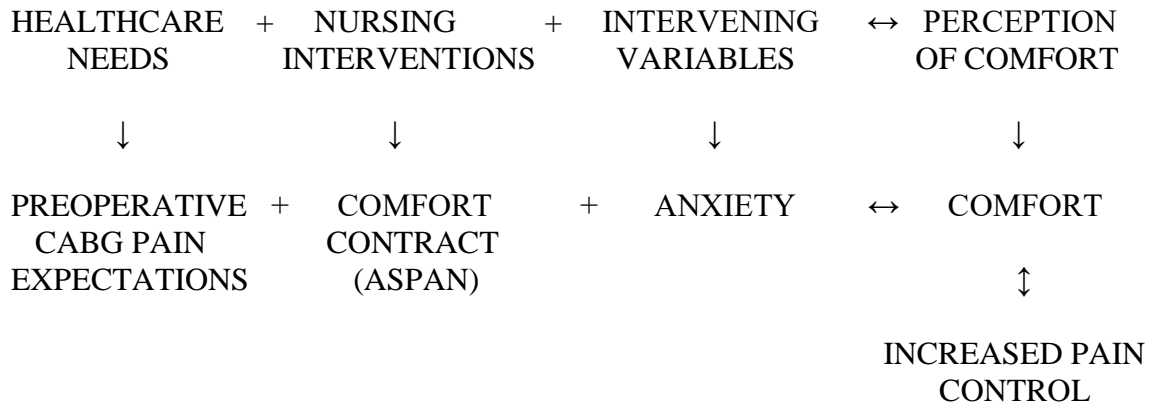 HEALTHCARE + NURSING + INTERVENING ↔ PERCEPTION
NEEDS INTERVENTIONS VARIABLES OF COMFORT
↓ ↓ ↓ ↓
PREOPERATIVE + COMFORT + ANXIETY ↔ COMFORT
CABG PAIN CONTRACT
EXPECTATIONS (ASPAN) ↕
INCREASED PAIN
CONTROL